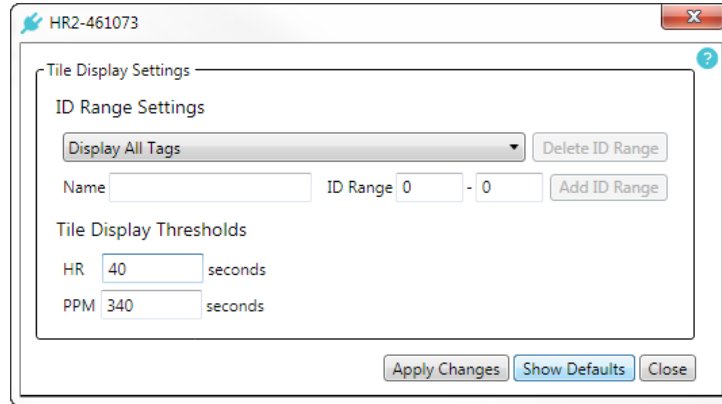 HR2-461073
x
?
Tile Display Settings
ID Range Settings
Display All Tags Delete ID Range
Name ID Range 0 - 0 Add ID Range
Tile Display Thresholds
HR 40 seconds
PPM 340 seconds
Apply Changes Show Defaults Close